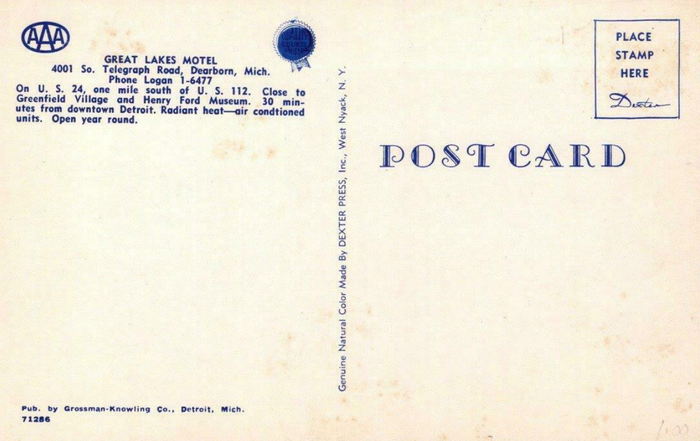 AAA
GREAT LAKES MOTEL
4001 So. Telegraph Road, Dearborn, Mich.
Phone Logan 1-6477
On U. S. 24, one mile south of U. S. 112. Close to
Greenfield Village and Henry Ford Museum. 30 min-
utes from downtown Detroit. Radiant heat—air condtioned
units. Open year round.
Pub. by Grossman-Knowling Co., Detroit, Mich.
71286
Genuine Natural Color Made By DEXTER PRESS, Inc., West Nyack, N. Y.
PLACE
STAMP
HERE
Dexter
POST CARD